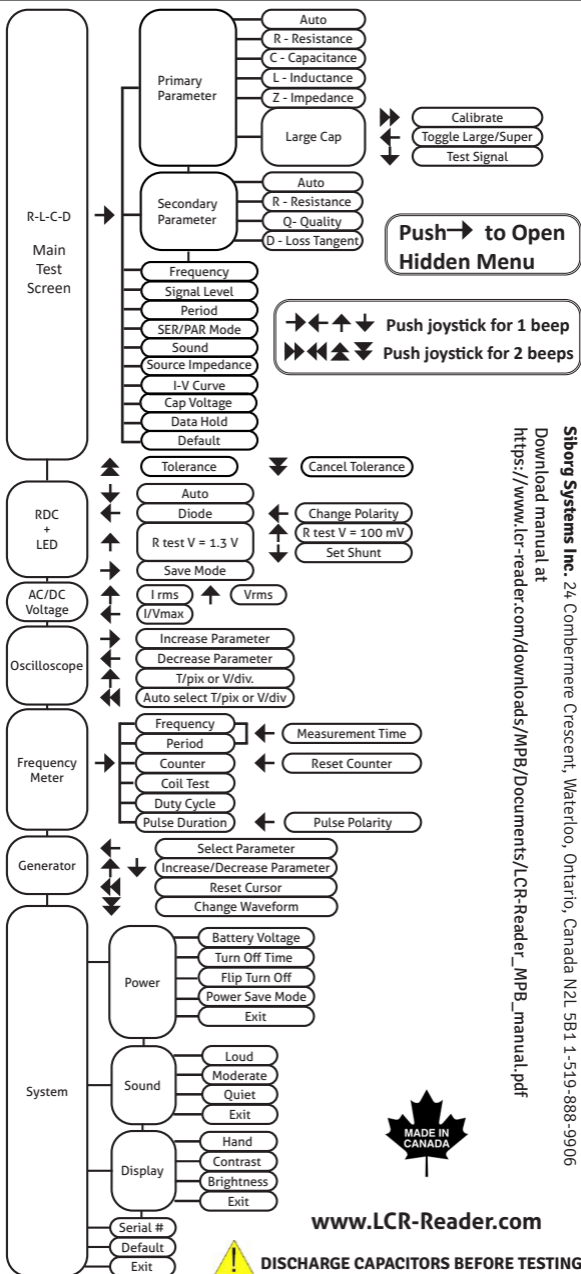 R-L-C-D
Main
Test
Screen
Primary
Parameter
Auto
R - Resistance
C - Capacitance
L - Inductance
Z - Impedance
Large Cap
Calibrate
Toggle Large/Super
Test Signal
Secondary
Parameter
Auto
R - Resistance
Q- Quality
D - Loss Tangent
Frequency
Signal Level
Period
SER/PAR Mode
Sound
Source Impedance
I-V Curve
Cap Voltage
Data Hold
Default
Push→ to Open
Hidden Menu
Push joystick for 1 beep
Push joystick for 2 beeps
Tolerance
Cancel Tolerance
RDC
+
LED
Auto
Diode
Change Polarity
R test V = 1.3 V
R test V = 100 mV
Set Shunt
Save Mode
AC/DC
Voltage
I rms
Vrms
I/Vmax
Oscilloscope
Increase Parameter
Decrease Parameter
T/pix or V/div.
Auto select T/pix or V/div
Frequency
Meter
Frequency
Period
Measurement Time
Counter
Reset Counter
Coil Test
Duty Cycle
Pulse Duration
Pulse Polarity
Generator
Select Parameter
Increase/Decrease Parameter
Reset Cursor
Change Waveform
System
Power
Battery Voltage
Turn Off Time
Flip Turn Off
Power Save Mode
Exit
Sound
Loud
Moderate
Quiet
Exit
Display
Hand
Contrast
Brightness
Exit
Serial #
Default
Exit
Siborg Systems Inc. 24 Combermere Crescent, Waterloo, Ontario, Canada N2L 5B1 1-519-888-9906
Download manual at
https://www.lcr-reader.com/downloads/MPB/Documents/LCR-Reader_MPB_manual.pdf
MADE IN
CANADA
www.LCR-Reader.com
! DISCHARGE CAPACITORS BEFORE TESTING